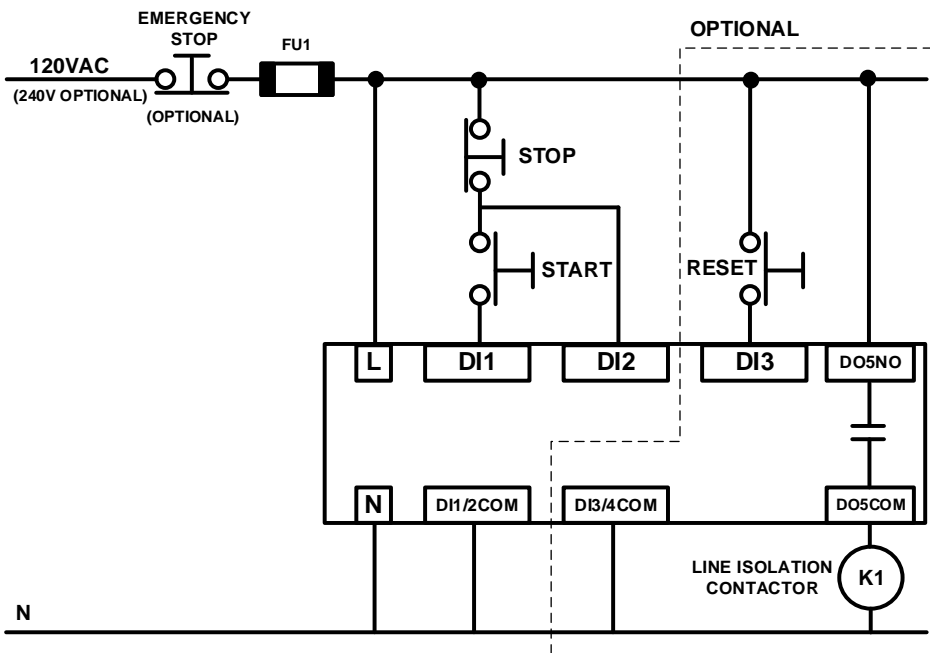 EMERGENCY
STOP
FU1
OPTIONAL
120VAC
(240V OPTIONAL)
(OPTIONAL)
STOP
START
RESET
L
DI1
DI2
DI3
DO5NO
N
DI1/2COM
DI3/4COM
DO5COM
LINE ISOLATION
CONTACTOR
K1
N